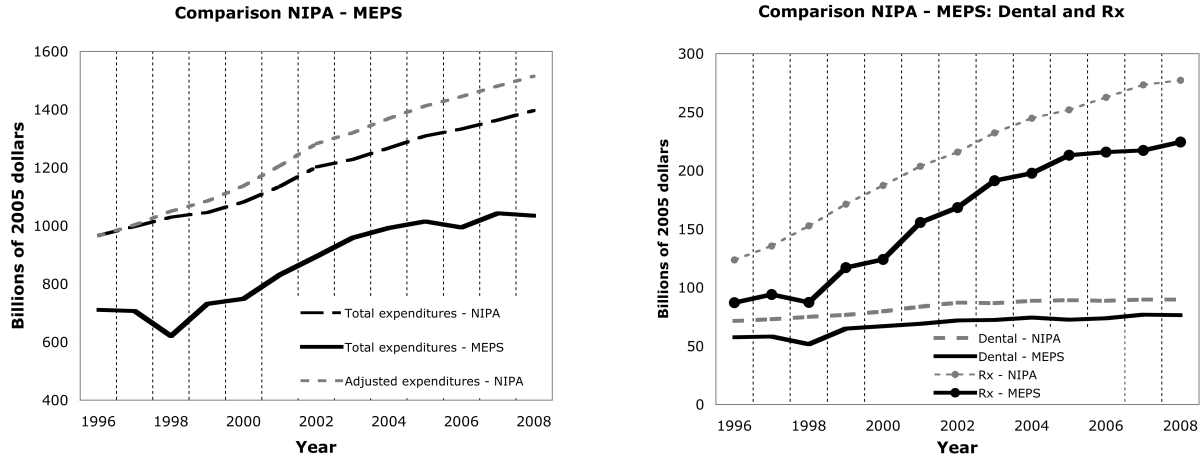 Comparison NIPA - MEPS
Billions of 2005 dollars
1600
1400
1200
1000
800
600
400
Total expenditures - NIPA
Total expenditures - MEPS
Adjusted expenditures - NIPA
1996 1998 2000 2002 2004 2006 2008
Year
Comparison NIPA - MEPS: Dental and Rx
Billions of 2005 dollars
300
250
200
150
100
50
0
Dental - NIPA
Dental - MEPS
Rx - NIPA
Rx - MEPS
1996 1998 2000 2002 2004 2006 2008
Year